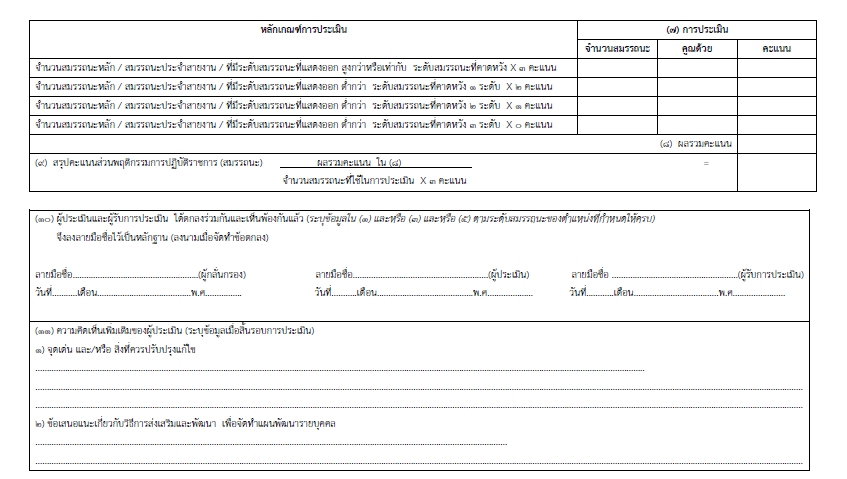 หลักเกณฑ์การประเมิน (๗) การประเมิน
จำนวนสมรรถนะ คูณด้วย คะแนน
จำนวนสมรรถนะหลัก / สมรรถนะประจำสายงาน / ที่มีระดับสมรรถนะที่แสดงออก สูงกว่าหรือเท่ากับ ระดับสมรรถนะที่คาดหวัง X ๓ คะแนน
จำนวนสมรรถนะหลัก / สมรรถนะประจำสายงาน / ที่มีระดับสมรรถนะที่แสดงออก ต่ำกว่า ระดับสมรรถนะที่คาดหวัง ๑ ระดับ X ๒ คะแนน
จำนวนสมรรถนะหลัก / สมรรถนะประจำสายงาน / ที่มีระดับสมรรถนะที่แสดงออก ต่ำกว่า ระดับสมรรถนะที่คาดหวัง ๒ ระดับ X ๑ คะแนน
จำนวนสมรรถนะหลัก / สมรรถนะประจำสายงาน / ที่มีระดับสมรรถนะที่แสดงออก ต่ำกว่า ระดับสมรรถนะที่คาดหวัง ๓ ระดับ X ๐ คะแนน
(๘) ผลรวมคะแนน
(๙) สรุปคะแนนส่วนพฤติกรรมการปฏิบัติราชการ (สมรรถนะ) ผลรวมคะแนน ใน (๘) =
จำนวนสมรรถนะที่ใช้ในการประเมิน X ๓ คะแนน
(๑๐) ผู้ประเมินและผู้รับการประเมิน ได้ตกลงร่วมกันและเห็นพ้องกันแล้ว (ระบุข้อมูลใน (๑) และหรือ (๓) และหรือ (๕) ตามระดับสมรรถนะของตำแหน่งที่กำหนดให้ครบ)
จึงลงลายมือชื่อไว้เป็นหลักฐาน (ลงนามเมื่อจัดทำข้อตกลง)
ลายมือชื่อ........................................(ผู้กลั่นกรอง) ลายมือชื่อ........................................(ผู้ประเมิน) ลายมือชื่อ ........................................(ผู้รับการประเมิน)
วันที่..........เดือน..............................พ.ศ.............. วันที่..........เดือน..............................พ.ศ................. วันที่..........เดือน..............................พ.ศ....................
(๑๑) ความคิดเห็นเพิ่มเติมของผู้ประเมิน (ระบุข้อมูลเมื่อสิ้นรอบการประเมิน)
๑) จุดเด่น และ/หรือ สิ่งที่ควรปรับปรุงแก้ไข
๒) ข้อเสนอแนะเกี่ยวกับวิธีการส่งเสริมและพัฒนา เพื่อจัดทำแผนพัฒนารายบุคคล